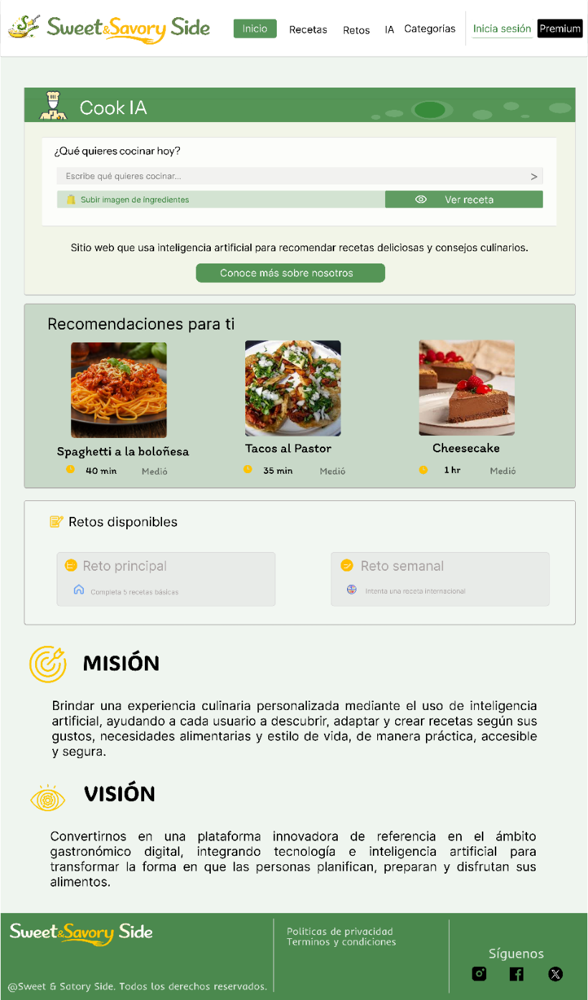 Sweet&Savory Side
Inicio Recetas Retos IA Categorias Inicia sesión Premium
Cook IA
¿Qué quieres cocinar hoy?
Escribe qué quieres cocinar... >
Subir imagen de ingredientes Ver receta
Sitio web que usa inteligencia artificial para recomendar recetas deliciosas y consejos culinarios.
Conoce más sobre nosotros
Recomendaciones para ti
Spaghetti a la boloñesa Tacos al Pastor Cheesecake
40 min Medió 35 min Medió 1 hr Medió
Retos disponibles
Reto principal Reto semanal
Completa 5 recetas básicas Intenta una receta internacional
MISIÓN
Brindar una experiencia culinaria personalizada mediante el uso de inteligencia
artificial, ayudando a cada usuario a descubrir, adaptar y crear recetas según sus
gustos, necesidades alimentarias y estilo de vida, de manera práctica, accesible
y segura.
VISIÓN
Convertirnos en una plataforma innovadora de referencia en el ámbito
gastronómico digital, integrando tecnología e inteligencia artificial para
transformar la forma en que las personas planifican, preparan y disfrutan sus
alimentos.
Sweet&Savory Side
Politicas de privacidad
Terminos y condiciones
Síguenos
@Sweet & Satory Side. Todos los derechos reservados.